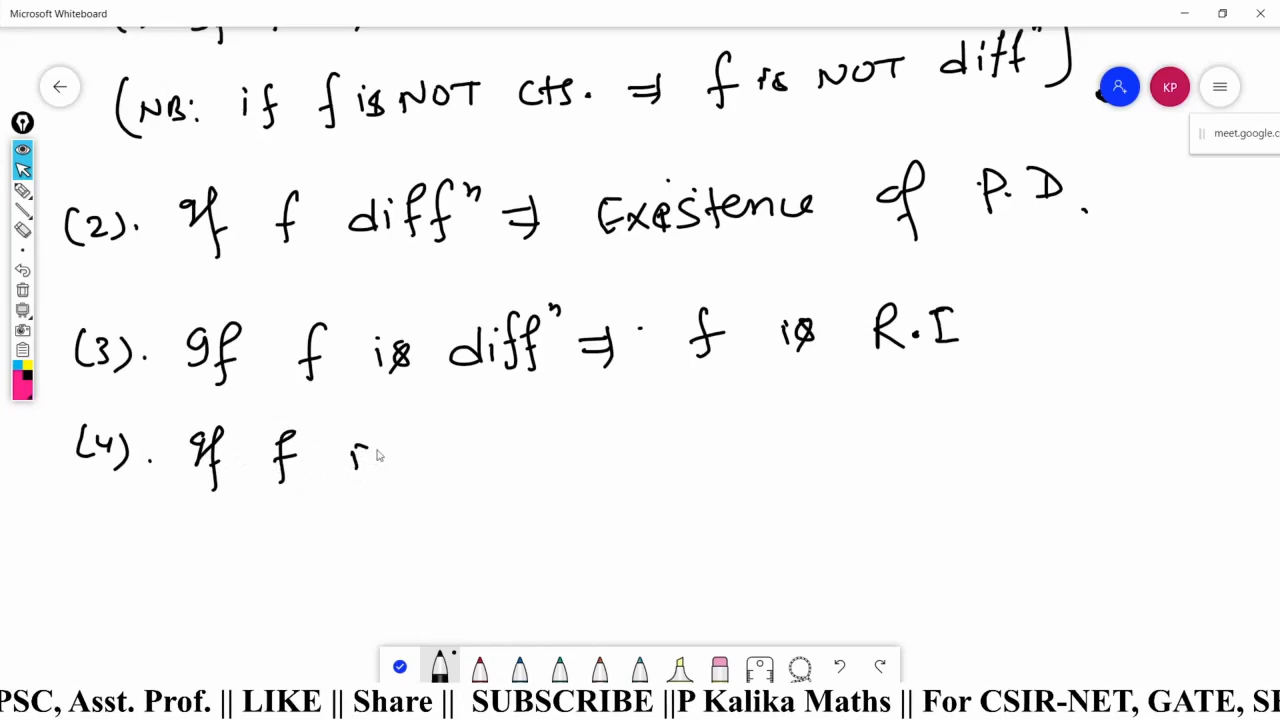 Microsoft Whiteboard
(NB: if f is NOT cts. ⇒ f is NOT diffⁿ)
KP
meet.google.c
(2). If f diffⁿ ⇒ Existence of P.D.
(3). If f is diffⁿ ⇒ f is R.I
(4). If f
PSC, Asst. Prof. || LIKE || Share || SUBSCRIBE ||P Kalika Maths || For CSIR-NET, GATE, SE